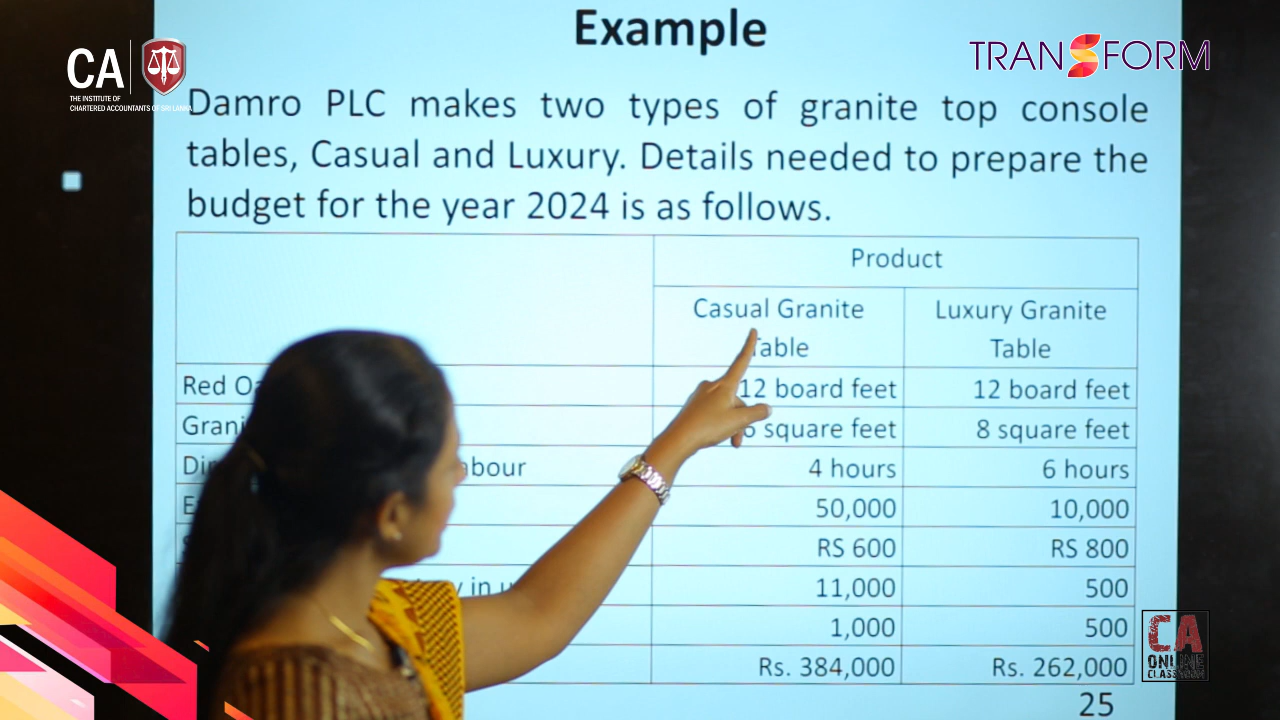 Example
CA
THE INSTITUTE OF
CHARTERED ACCOUNTANTS OF SRI LANKA
TRANSFORM
Damro PLC makes two types of granite top console
tables, Casual and Luxury. Details needed to prepare the
budget for the year 2024 is as follows.
Product
Casual Granite Luxury Granite
Table Table
Red 12 board feet 12 board feet
square feet 8 square feet
4 hours 6 hours
50,000 10,000
RS 600 RS 800
in 11,000 500
1,000 500
Rs. 384,000 Rs. 262,000
25
CA
ONLINE
CLASSROOM